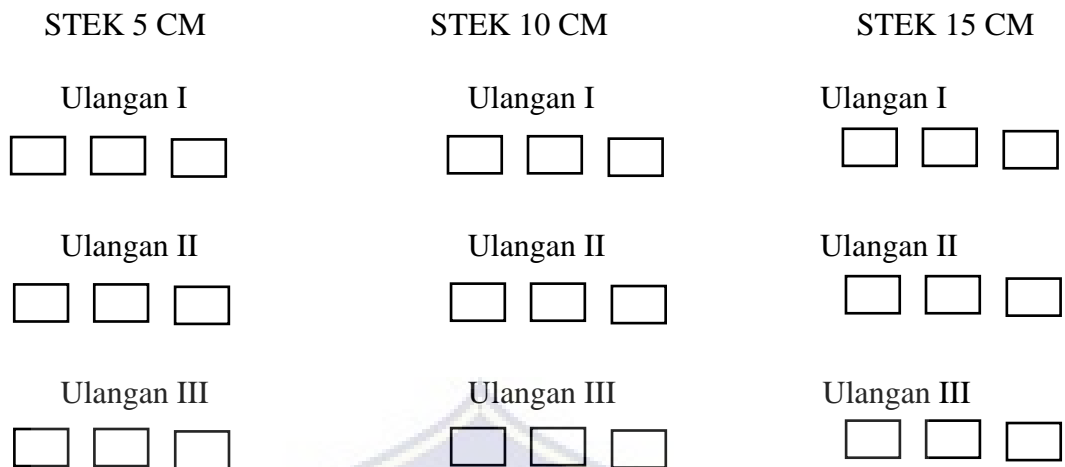 STEK 5 CM STEK 10 CM STEK 15 CM
Ulangan I Ulangan I Ulangan I
Ulangan II Ulangan II Ulangan II
Ulangan III Ulangan III Ulangan III